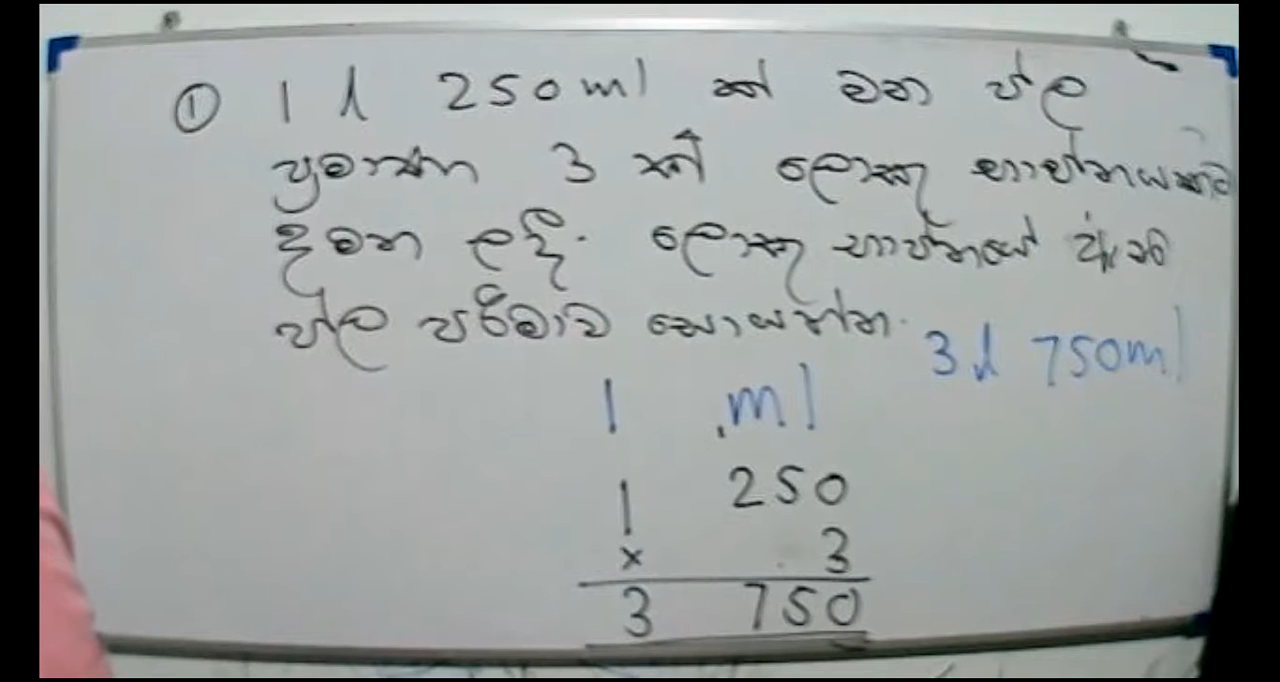 ① 1 l 250ml ක් වන ජල
ප්‍රමාණ 3 ක් ලොකු භාජනයකට
දමන ලදි. ලොකු භාජනයේ ඇති
ජල පරිමාව සොයන්න.
3 l 750ml
l ml
1 250
× 3
3 750